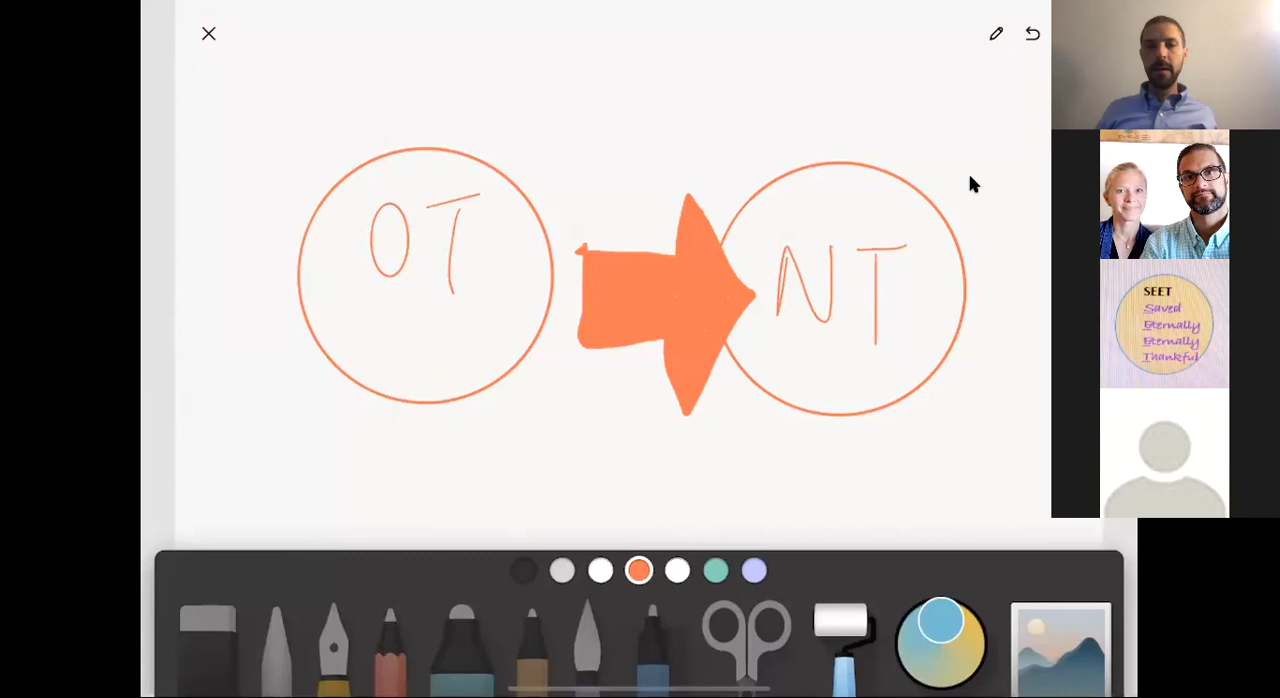 OT
NT
SEET
Saved
Eternally
Eternally
Thankful